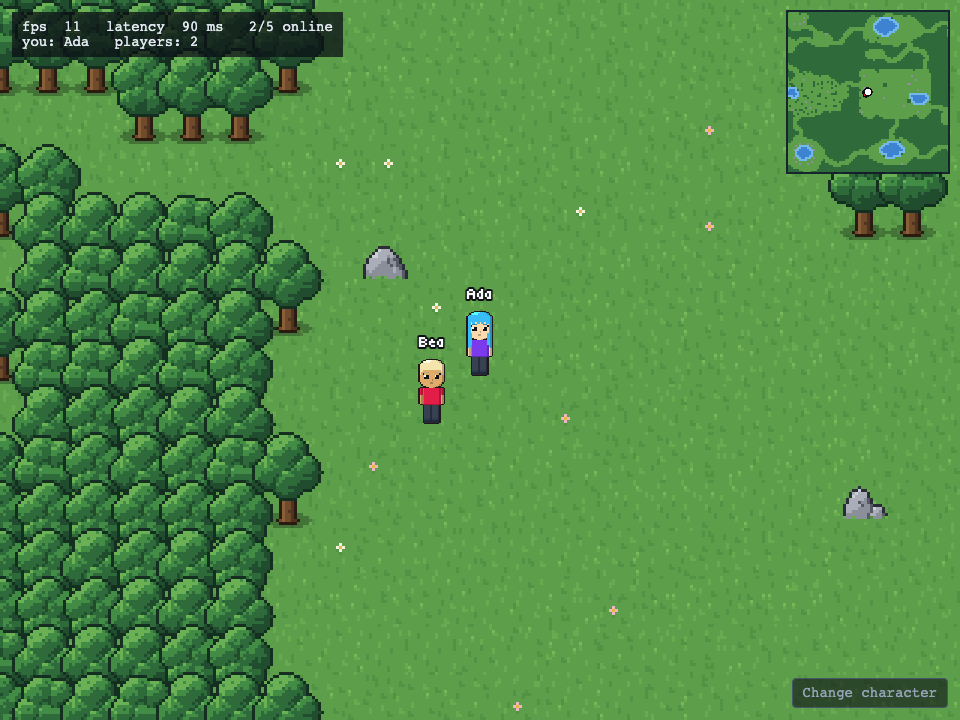 fps 11 latency 90 ms 2/5 online
you: Ada players: 2
Ada
Bea
Change character